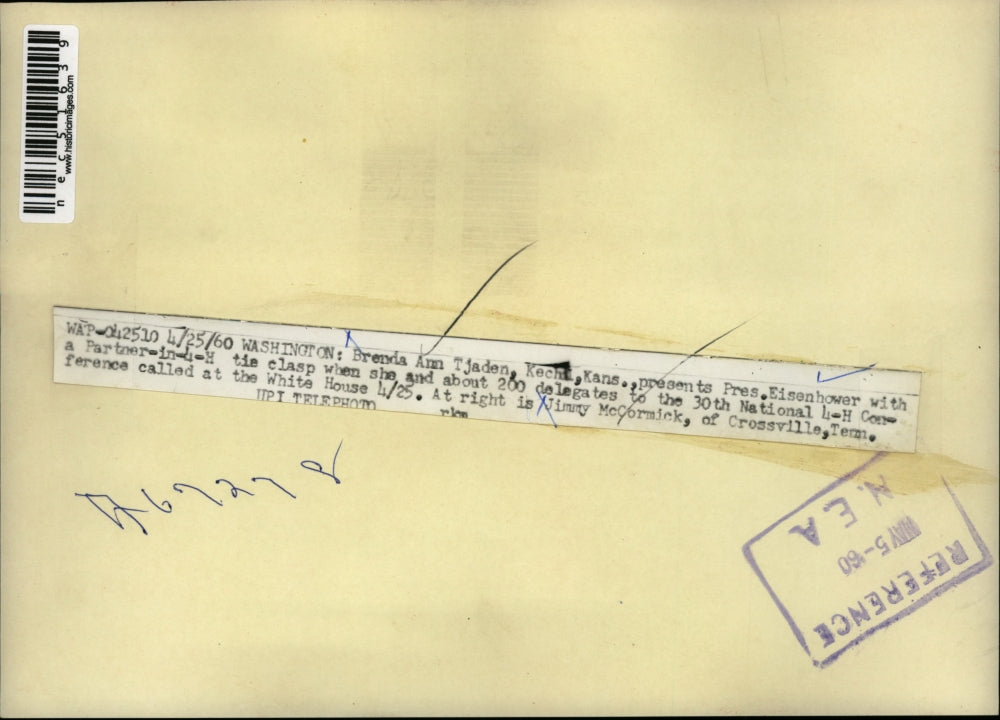 nec51639
www.historicimages.com
WAP-042510 4/25/60 WASHINGTON: Brenda Ann Tjaden, Kechi,Kans.,presents Pres.Eisenhower with
a Partner-in-4-H tie clasp when she and about 200 delegates to the 30th National 4-H Con-
ference called at the White House 4/25. At right is Jimmy McCormick, of Crossville,Tenn.
UPI TELEPHOTO rkm
REFERENCE
MAY 5-60
N.E.A